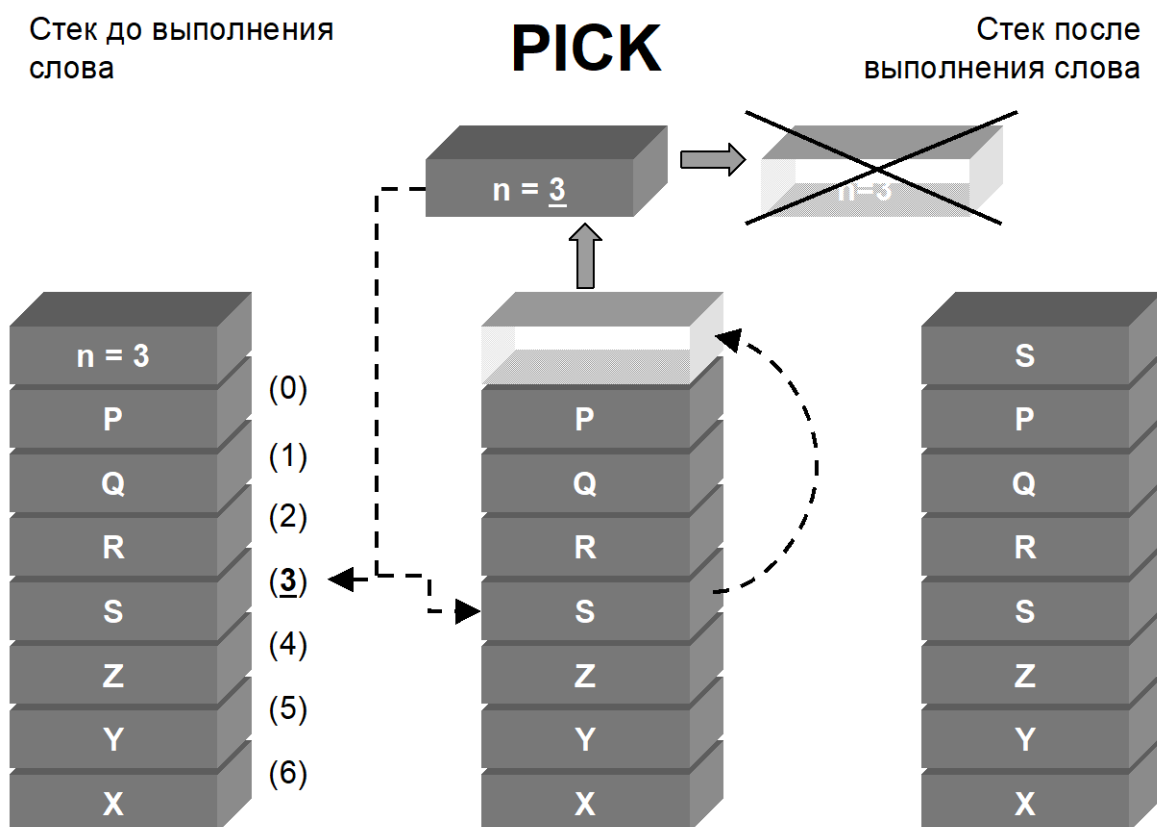 Стек до выполнения
слова
PICK
Стек после
выполнения слова
n = 3
n=3
n = 3
P
Q
R
S
Z
Y
X
(0)
(1)
(2)
(3)
(4)
(5)
(6)
P
Q
R
S
Z
Y
X
S
P
Q
R
S
Z
Y
X